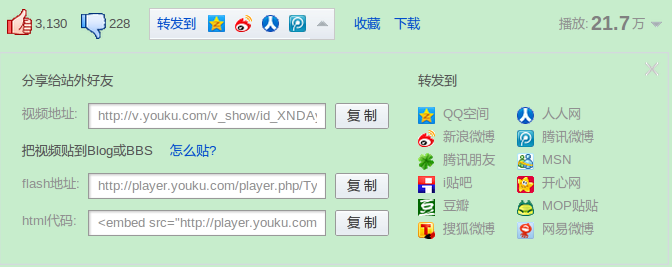 3,130 228 转发到 收藏 下载 播放: 21.7万
分享给站外好友
视频地址: http://v.youku.com/v_show/id_XNDAy 复制
把视频贴到Blog或BBS 怎么贴?
flash地址: http://player.youku.com/player.php/Ty 复制
html代码: <embed src="http://player.youku.com 复制
转发到
QQ空间 人人网
新浪微博 腾讯微博
腾讯朋友 MSN
i贴吧 开心网
豆瓣 MOP贴贴
搜狐微博 网易微博